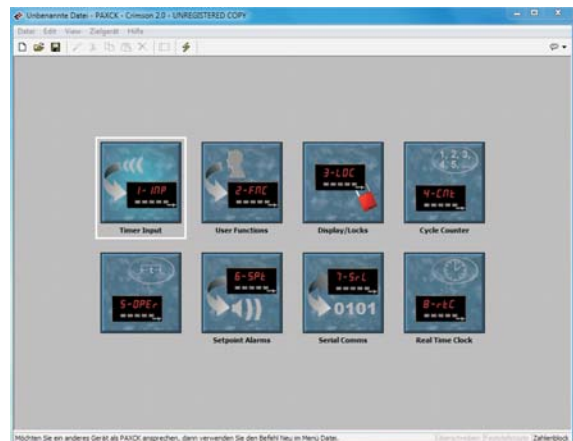 Unbenannte Datei - PAXCK - Crimson 2.0 - UNREGISTERED COPY
Datei Edit View Zielgerät Hilfe
1-INP
2-FNC
3-LOC
1, 2, 3, 4, 5, ...
4-CNt
Timer Input
User Functions
Display/Locks
Cycle Counter
5-OPEr
6-SPt
7-SrL
0101
8-rtC
Setpoint Alarms
Serial Comms
Real Time Clock
Möchten Sie ein anderes Gerät als PAXCK ansprechen, dann verwenden Sie den Befehl Neu im Menü Datei.
Zahlenblock